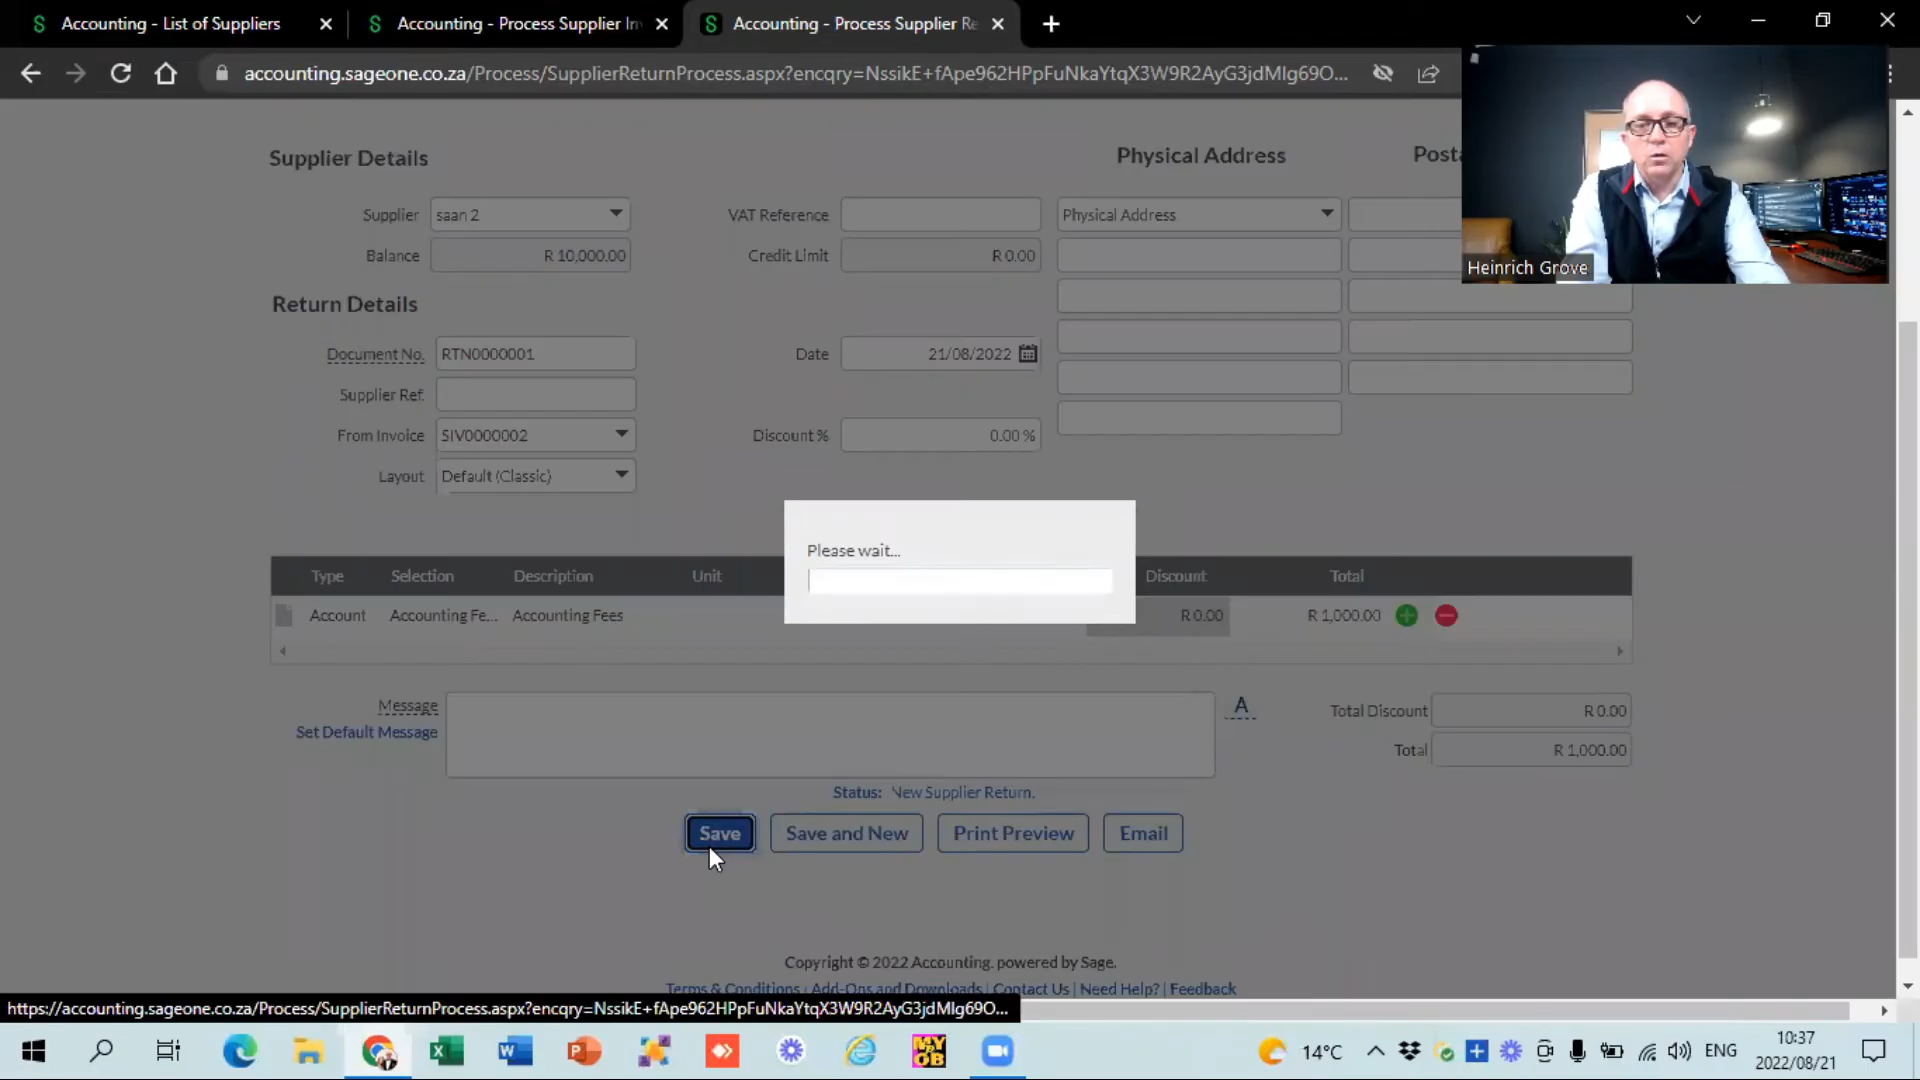 Accounting - List of Suppliers
Accounting - Process Supplier In
Accounting - Process Supplier Re
accounting.sageone.co.za/Process/SupplierReturnProcess.aspx?encqry=NssikE+fApe962HPpFuNkaYtqX3W9R2AyG3jdMIg69O...
Supplier Details
Physical Address
Posta
Supplier saan 2 VAT Reference Physical Address
Balance R 10,000.00 Credit Limit R 0.00
Heinrich Grove
Return Details
Document No. RTN0000001 Date 21/08/2022
Supplier Ref.
From Invoice SIV0000002 Discount % 0.00 %
Layout Default (Classic)
Please wait...
Type Selection Description Unit Discount Total
Account Accounting Fe... Accounting Fees R 0.00 R 1,000.00
Message A Total Discount R 0.00
Set Default Message
Total R 1,000.00
Status: New Supplier Return.
Save Save and New Print Preview Email
Copyright © 2022 Accounting. powered by Sage.
Terms & Conditions | Add-Ons and Downloads | Contact Us | Need Help? | Feedback
https://accounting.sageone.co.za/Process/SupplierReturnProcess.aspx?encqry=NssikE+fApe962HPpFuNkaYtqX3W9R2AyG3jdMIg69O...
MY OB
14°C ENG 10:37
2022/08/21